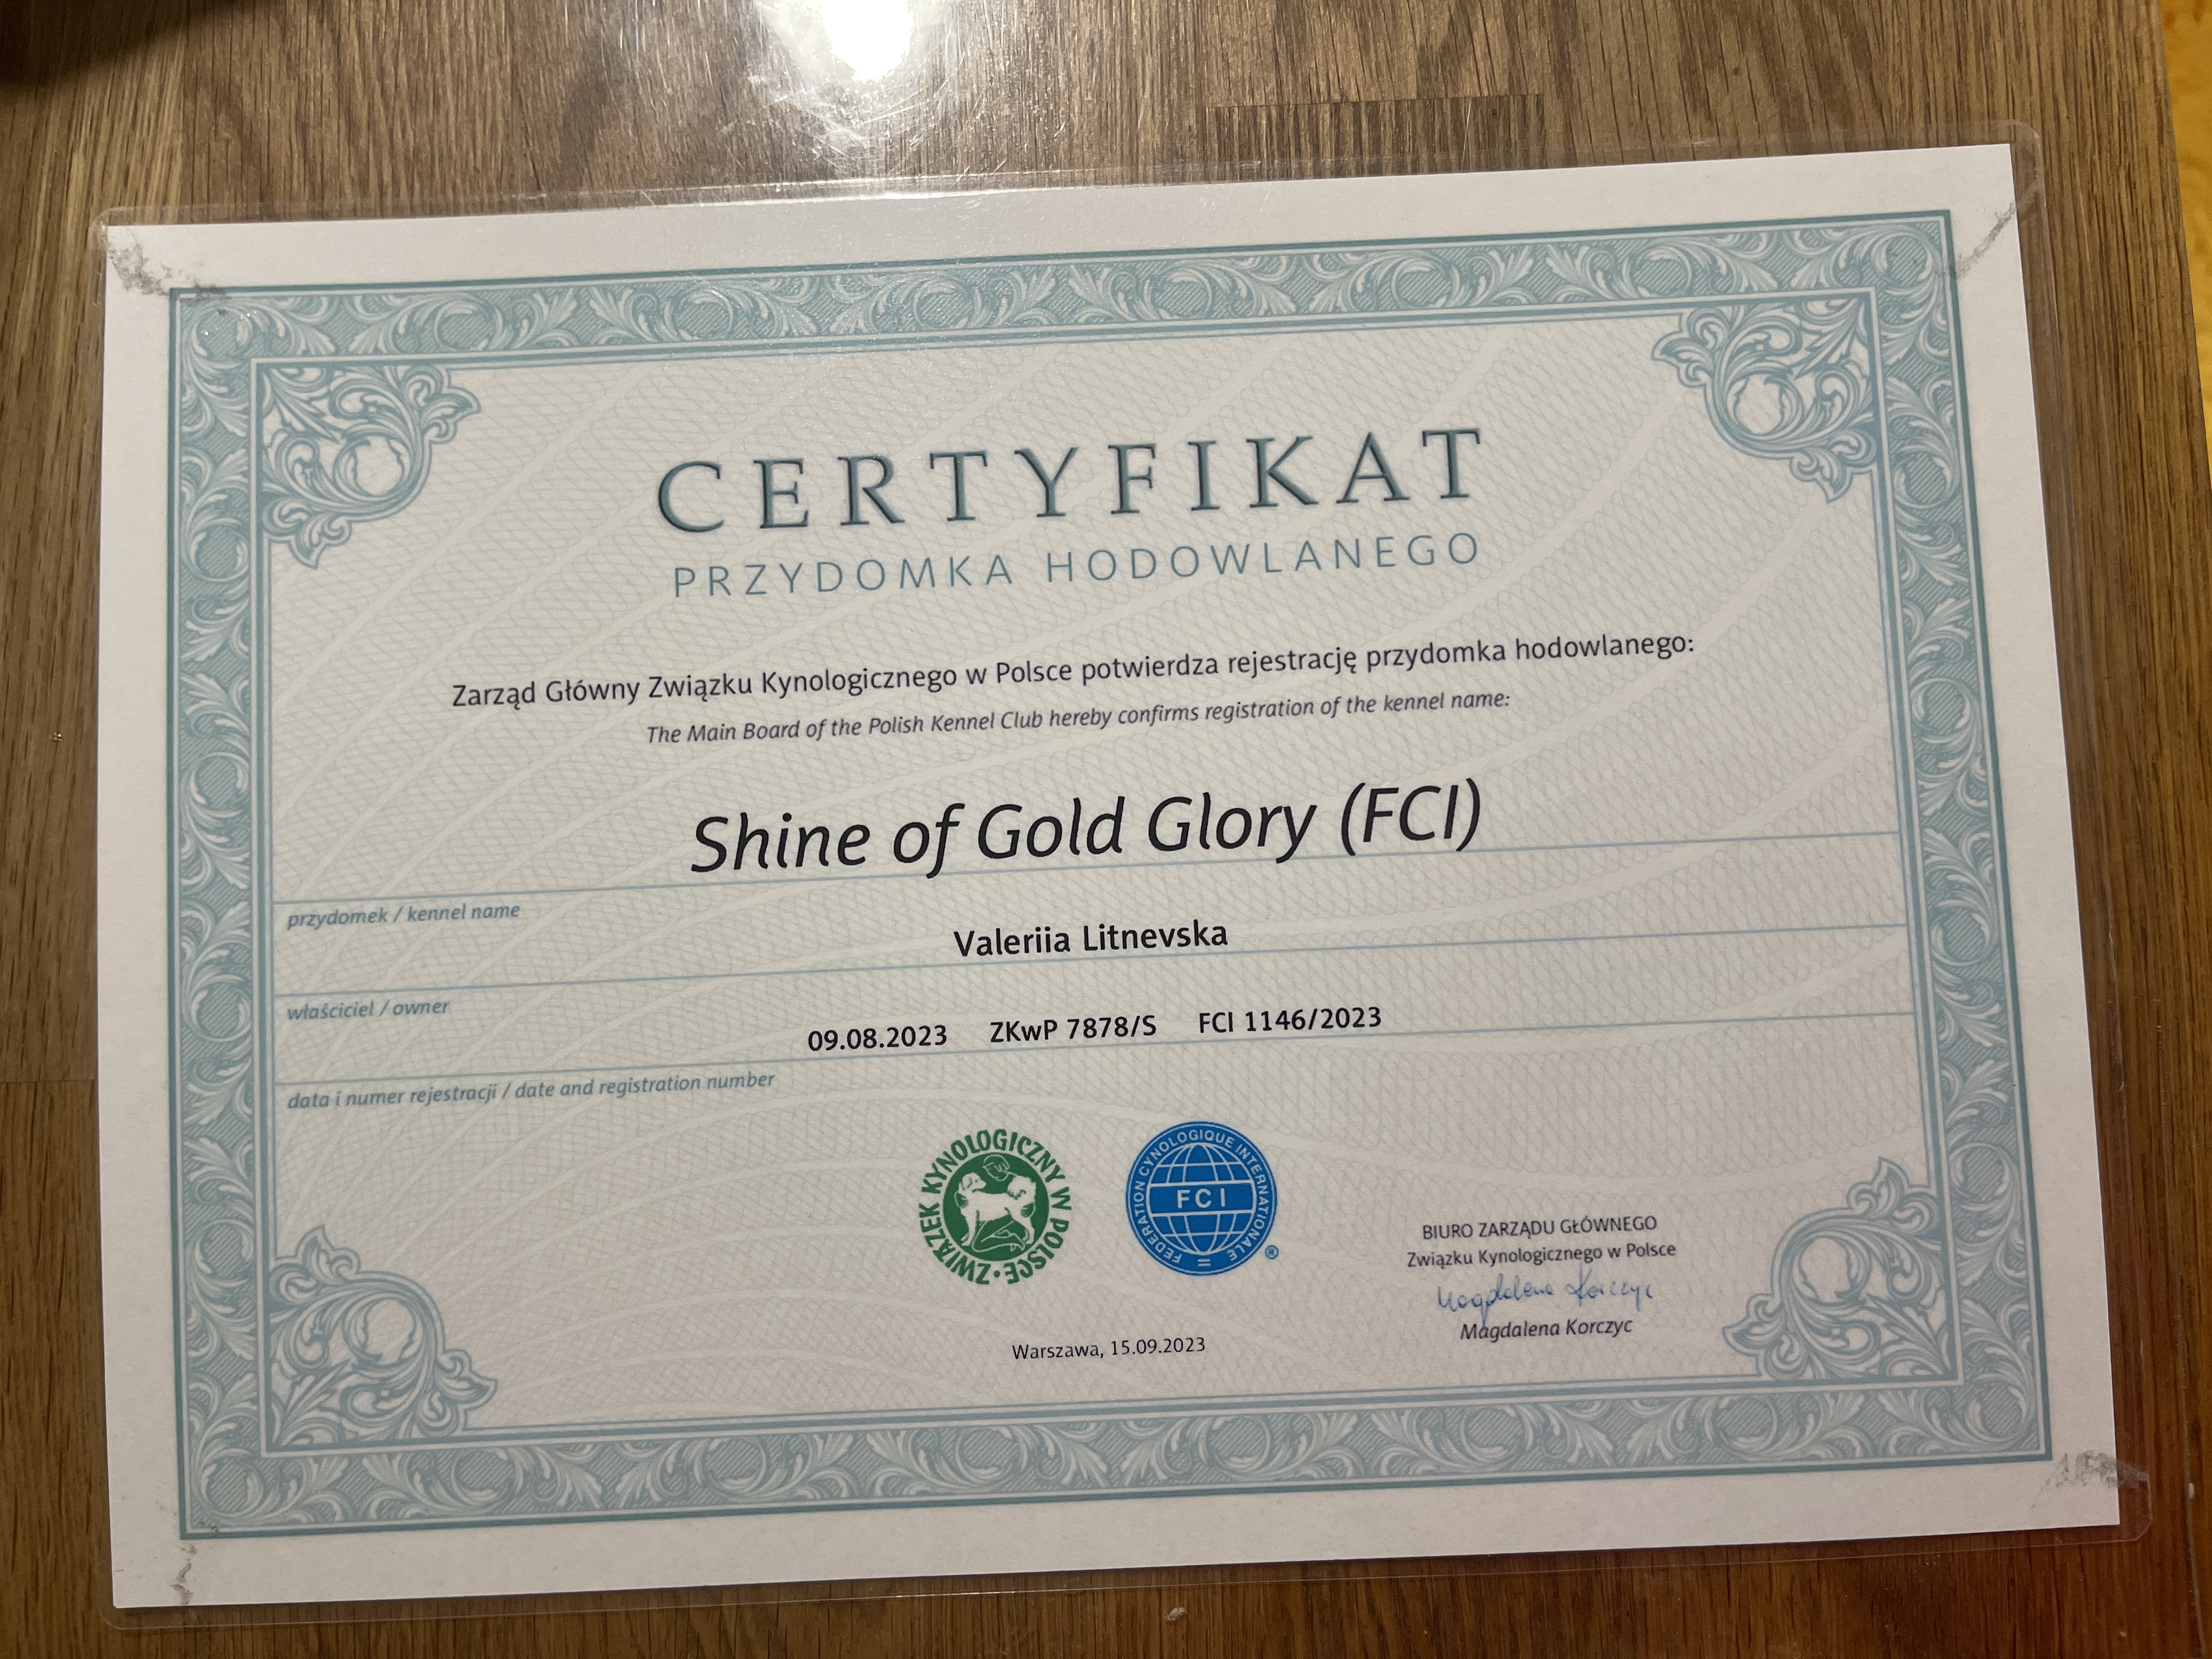 CERTYFIKAT
PRZYDOMKA HODOWLANEGO
Zarząd Główny Związku Kynologicznego w Polsce potwierdza rejestrację przydomka hodowlanego:
The Main Board of the Polish Kennel Club hereby confirms registration of the kennel name:
Shine of Gold Glory (FCI)
przydomek / kennel name
Valeriia Litnevska
właściciel / owner
09.08.2023 ZKwP 7878/S FCI 1146/2023
data i numer rejestracji / date and registration number
ZWIĄZEK KYNOLOGICZNY W POLSCE •
FEDERATION CYNOLOGIQUE INTERNATIONALE
FCI
®
BIURO ZARZĄDU GŁÓWNEGO
Związku Kynologicznego w Polsce
Magdalena Korczyc
Magdalena Korczyc
Warszawa, 15.09.2023